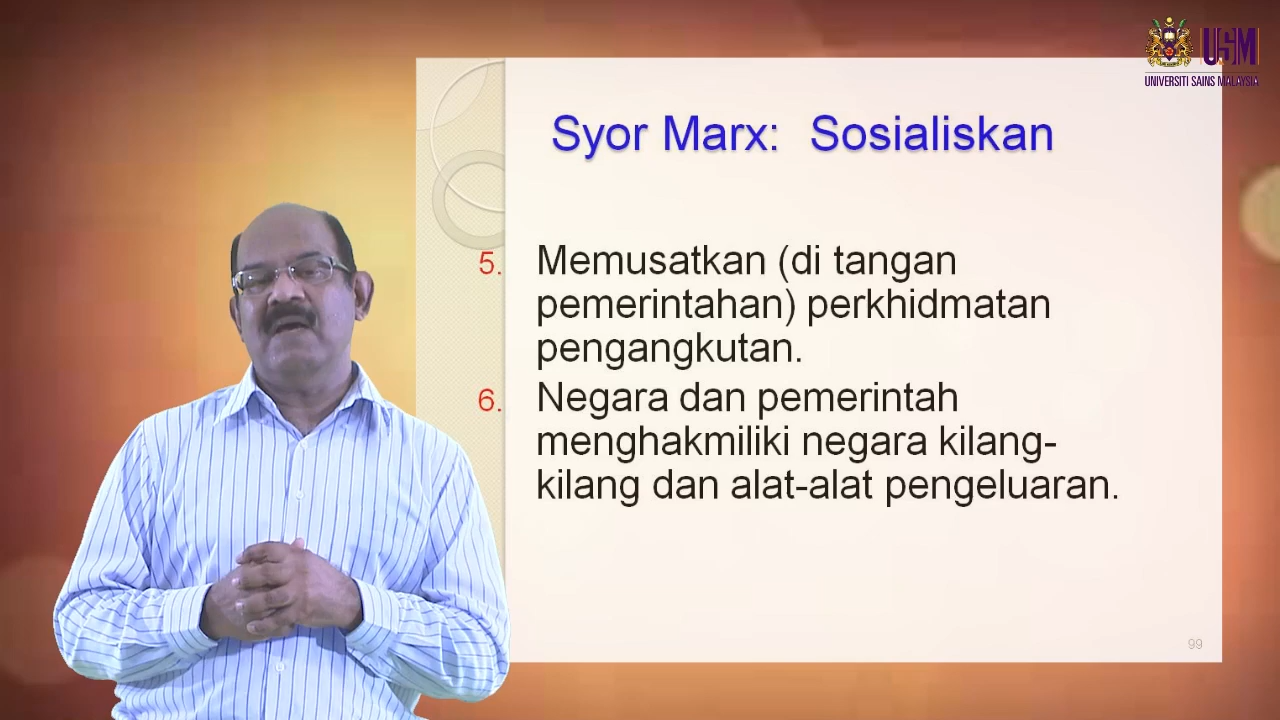 USM
UNIVERSITI SAINS MALAYSIA
Syor Marx: Sosialiskan
5. Memusatkan (di tangan
pemerintahan) perkhidmatan
pengangkutan.
6. Negara dan pemerintah
menghakmiliki negara kilang-
kilang dan alat-alat pengeluaran.
99